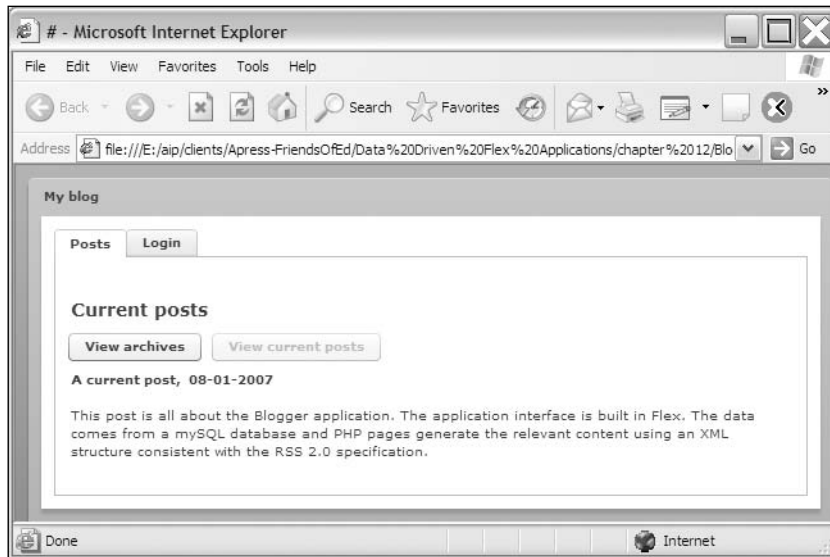 # - Microsoft Internet Explorer
File Edit View Favorites Tools Help
Back Search Favorites »
Address file:///E:/aip/clients/Apress-FriendsOfEd/Data%20Driven%20Flex%20Applications/chapter%2012/Blo Go
My blog
Posts Login
Current posts
View archives View current posts
A current post, 08-01-2007
This post is all about the Blogger application. The application interface is built in Flex. The data
comes from a mySQL database and PHP pages generate the relevant content using an XML
structure consistent with the RSS 2.0 specification.
Done Internet